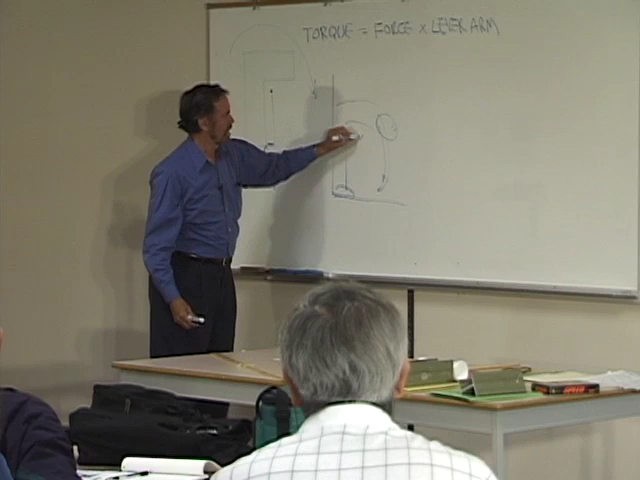 TORQUE = FORCE x LEVER ARM